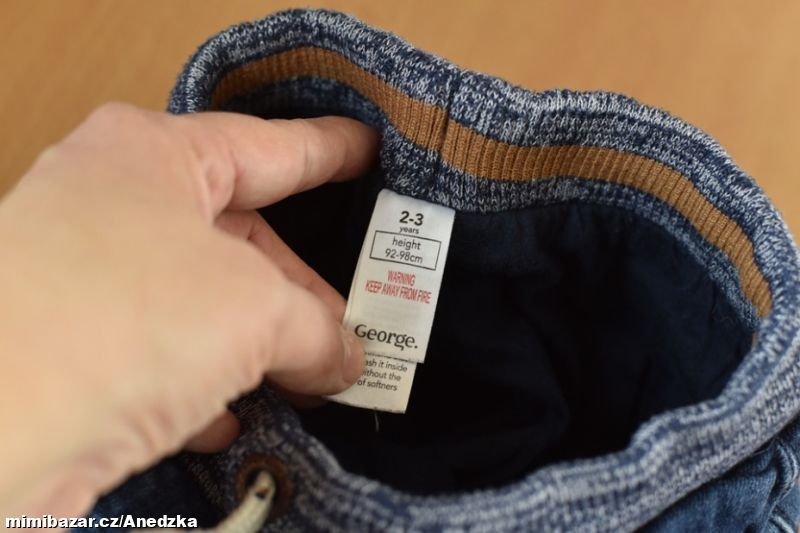 2-3
years
height
92-98cm
WARNING
KEEP AWAY FROM FIRE
George.
ash it inside
ithout the
of softners
mimibazar.cz/Anedzka